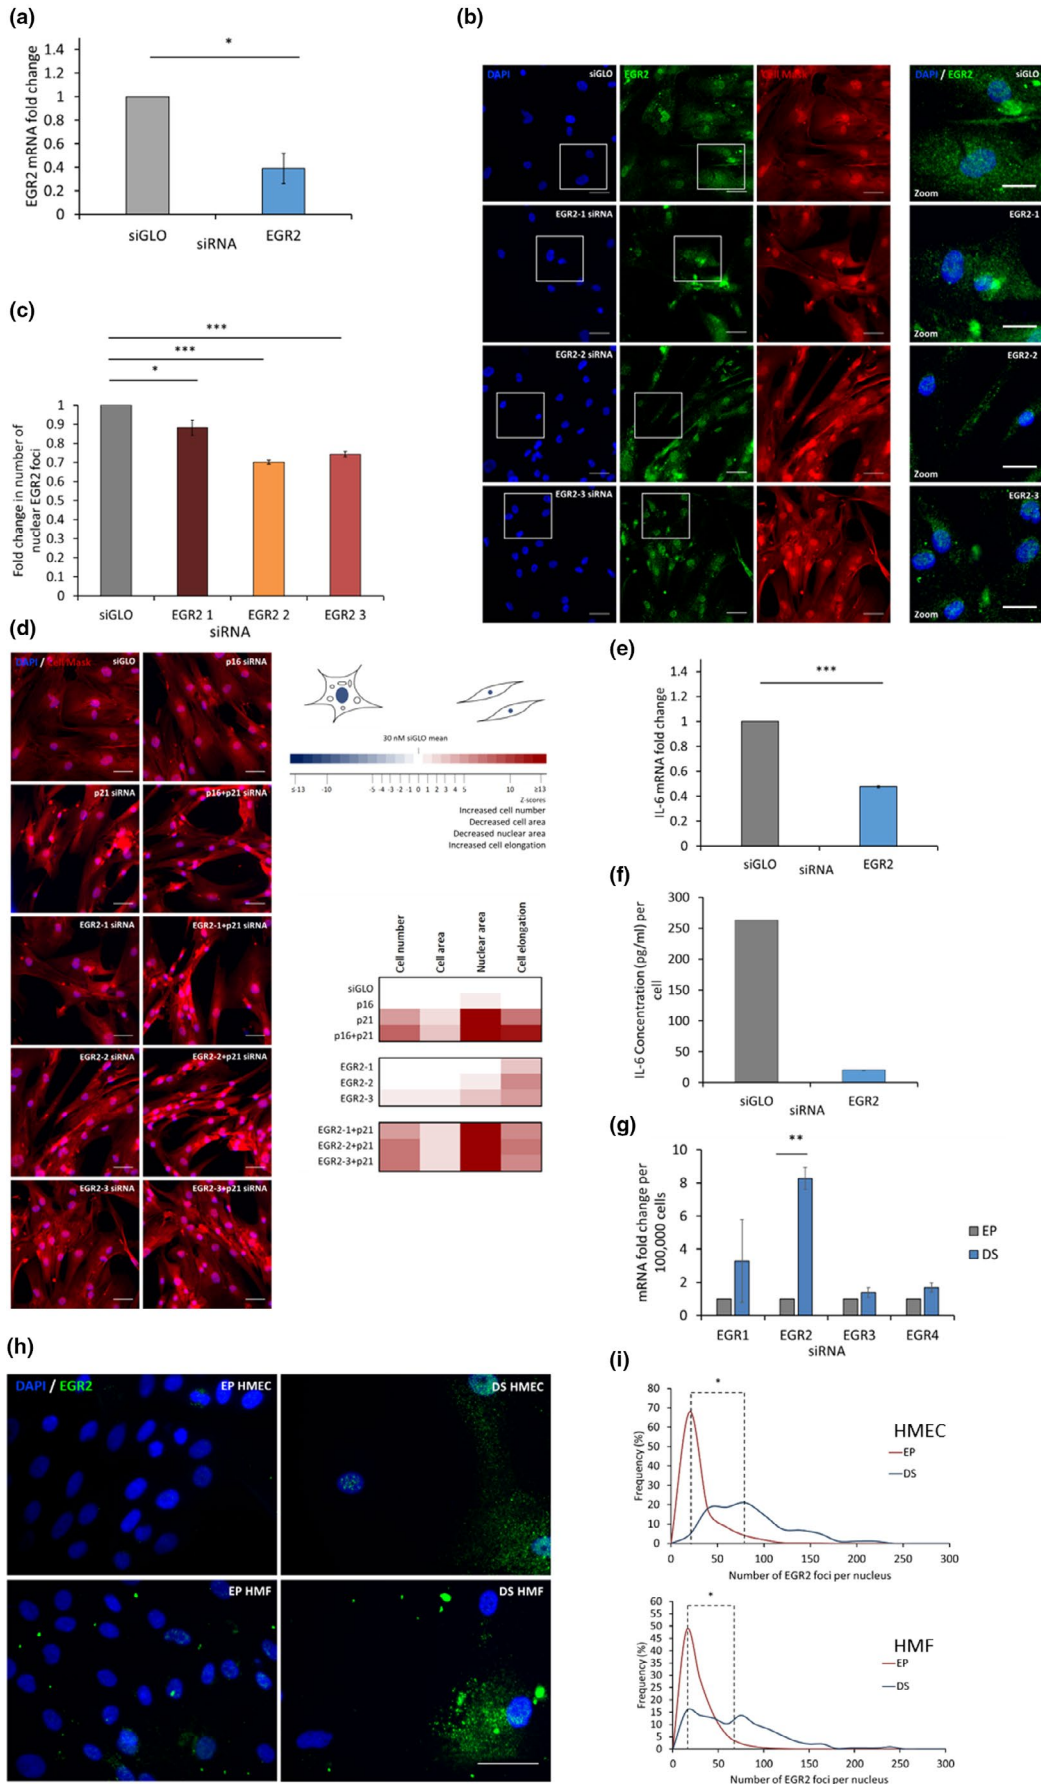 (a)
EGR2 mRNA fold change
1.4
1.2
1
0.8
0.6
0.4
0.2
0
*
siGLO
EGR2
siRNA
(b)
DAPI
siGLO
EGR2
Cell Mask
DAPI / EGR2
siGLO
Zoom
EGR2-1 siRNA
EGR2-1
Zoom
EGR2-2 siRNA
EGR2-2
Zoom
EGR2-3 siRNA
EGR2-3
Zoom
(c)
Fold change in number of
nuclear EGR2 foci
***
***
*
1
0.9
0.8
0.7
0.6
0.5
0.4
0.3
0.2
0.1
0
siGLO
EGR2 1
EGR2 2
EGR2 3
siRNA
(d)
DAPI / Cell Mask
siGLO
p16 siRNA
p21 siRNA
p16+p21 siRNA
EGR2-1 siRNA
EGR2-1+p21 siRNA
EGR2-2 siRNA
EGR2-2+p21 siRNA
EGR2-3 siRNA
EGR2-3+p21 siRNA
30 nM siGLO mean
≤-13 -10 -5 -4 -3 -2 -1 0 1 2 3 4 5 10 ≥13
Z-scores
Increased cell number
Decreased cell area
Decreased nuclear area
Increased cell elongation
Cell number
Cell area
Nuclear area
Cell elongation
siGLO
p16
p21
p16+p21
EGR2-1
EGR2-2
EGR2-3
EGR2-1+p21
EGR2-2+p21
EGR2-3+p21
(e)
IL-6 mRNA fold change
1.4
1.2
1
0.8
0.6
0.4
0.2
0
***
siGLO
EGR2
siRNA
(f)
IL-6 Concentration (pg/ml) per
cell
300
250
200
150
100
50
0
siGLO
EGR2
siRNA
(g)
mRNA fold change per
100,000 cells
10
8
6
4
2
0
**
EP
DS
EGR1
EGR2
EGR3
EGR4
siRNA
(h)
DAPI / EGR2
EP HMEC
DS HMEC
EP HMF
DS HMF
(i)
Frequency (%)
80
70
60
50
40
30
20
10
0
*
HMEC
EP
DS
0 50 100 150 200 250 300
Number of EGR2 foci per nucleus
Frequency (%)
60
55
50
45
40
35
30
25
20
15
10
5
0
*
HMF
EP
DS
0 50 100 150 200 250 300
Number of EGR2 foci per nucleus